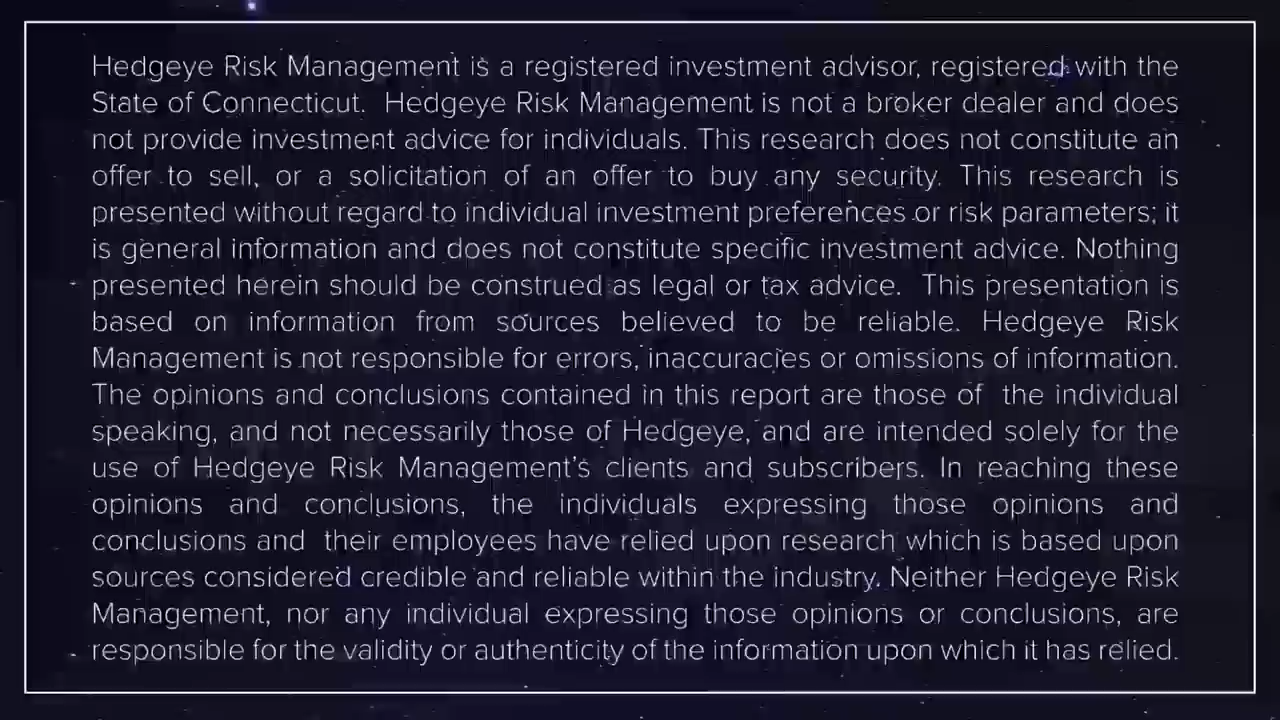 Hedgeye Risk Management is a registered investment advisor, registered with the
State of Connecticut. Hedgeye Risk Management is not a broker dealer and does
not provide investment advice for individuals. This research does not constitute an
offer to sell, or a solicitation of an offer to buy any security. This research is
presented without regard to individual investment preferences or risk parameters; it
is general information and does not constitute specific investment advice. Nothing
presented herein should be construed as legal or tax advice. This presentation is
based on information from sources believed to be reliable. Hedgeye Risk
Management is not responsible for errors, inaccuracies or omissions of information.
The opinions and conclusions contained in this report are those of the individual
speaking, and not necessarily those of Hedgeye, and are intended solely for the
use of Hedgeye Risk Management's clients and subscribers. In reaching these
opinions and conclusions, the individuals expressing those opinions and
conclusions and their employees have relied upon research which is based upon
sources considered credible and reliable within the industry. Neither Hedgeye Risk
Management, nor any individual expressing those opinions or conclusions, are
responsible for the validity or authenticity of the information upon which it has relied.